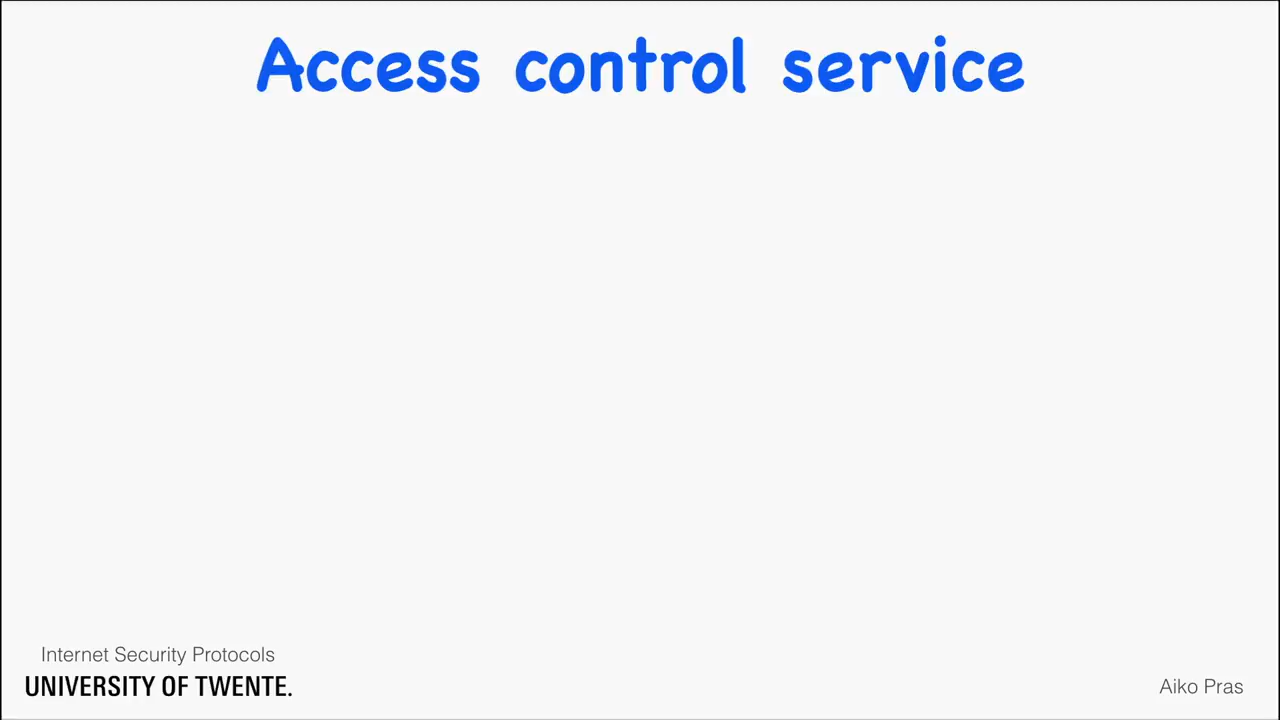 Access control service
Internet Security Protocols
UNIVERSITY OF TWENTE.
Aiko Pras